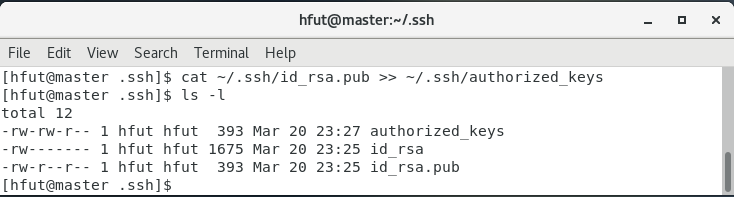 hfut@master:~/.ssh
File Edit View Search Terminal Help
[hfut@master .ssh]$ cat ~/.ssh/id_rsa.pub >> ~/.ssh/authorized_keys
[hfut@master .ssh]$ ls -l
total 12
-rw-rw-r-- 1 hfut hfut  393 Mar 20 23:27 authorized_keys
-rw------- 1 hfut hfut 1675 Mar 20 23:25 id_rsa
-rw-r--r-- 1 hfut hfut  393 Mar 20 23:25 id_rsa.pub
[hfut@master .ssh]$